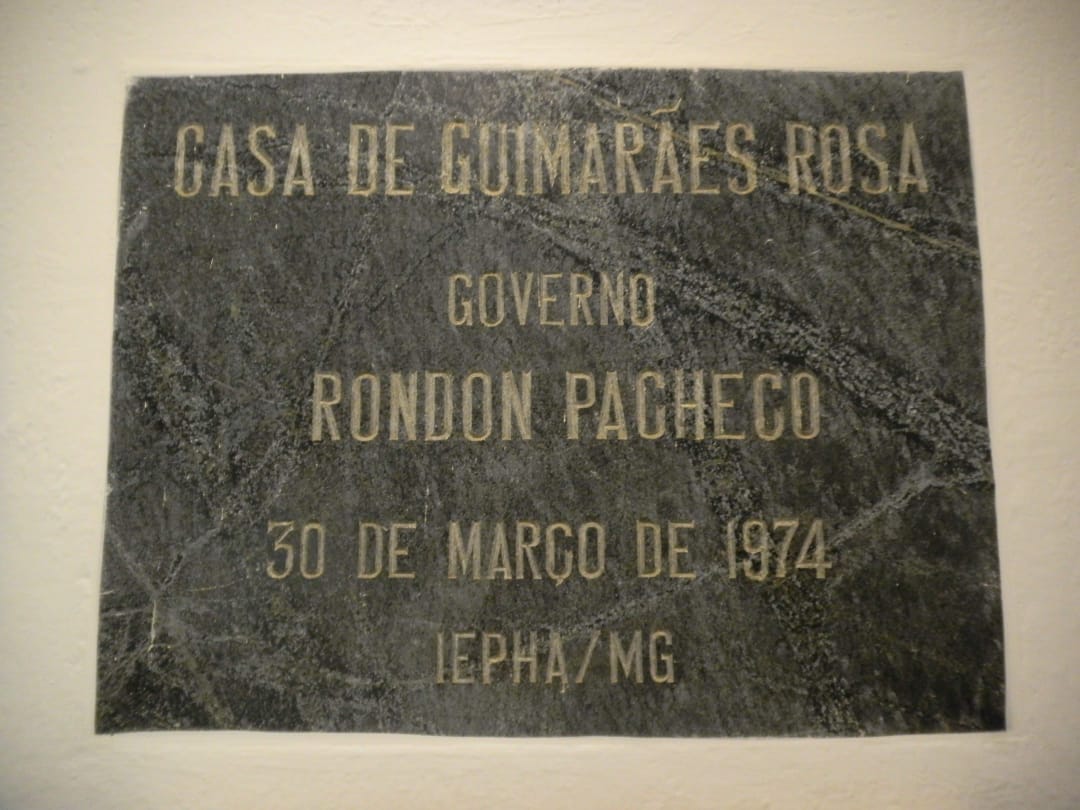 CASA DE GUIMARÃES ROSA
GOVERNO
RONDON PACHECO
30 DE MARÇO DE 1974
IEPHA/MG